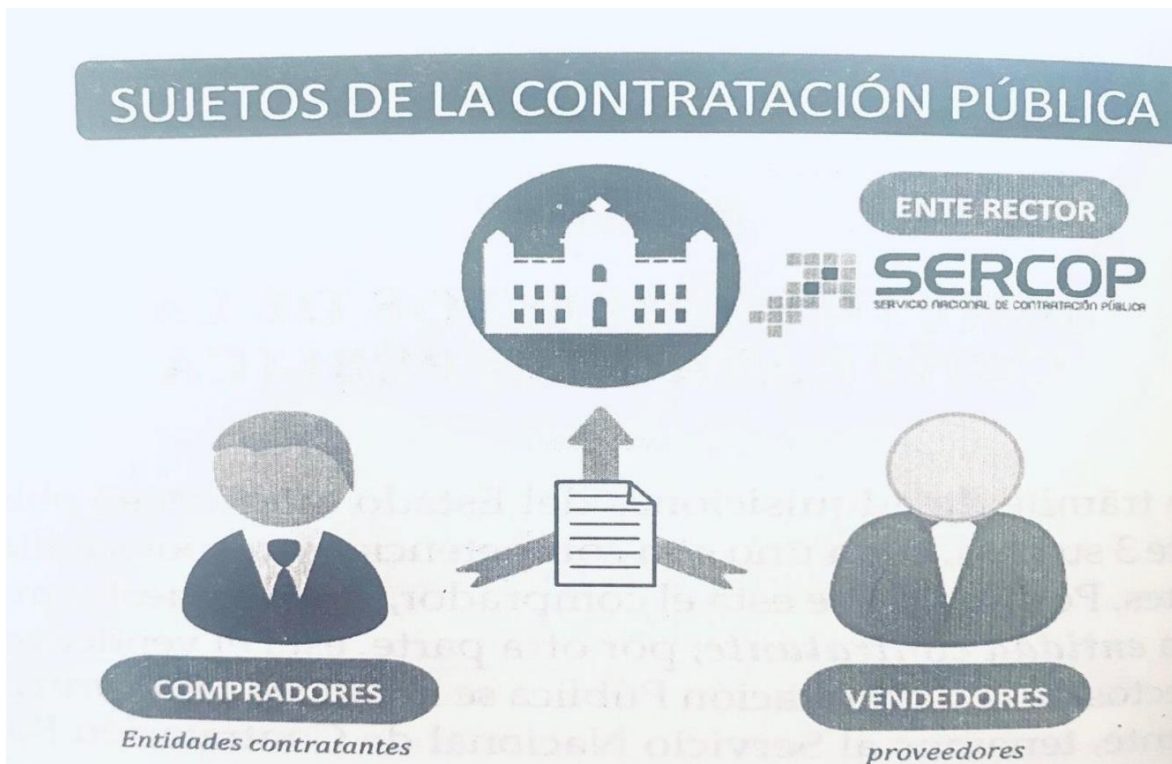 SUJETOS DE LA CONTRATACIÓN PÚBLICA
ENTE RECTOR
SERCOP
SERVICIO NACIONAL DE CONTRATACIÓN PÚBLICA
COMPRADORES
Entidades contratantes
VENDEDORES
proveedores